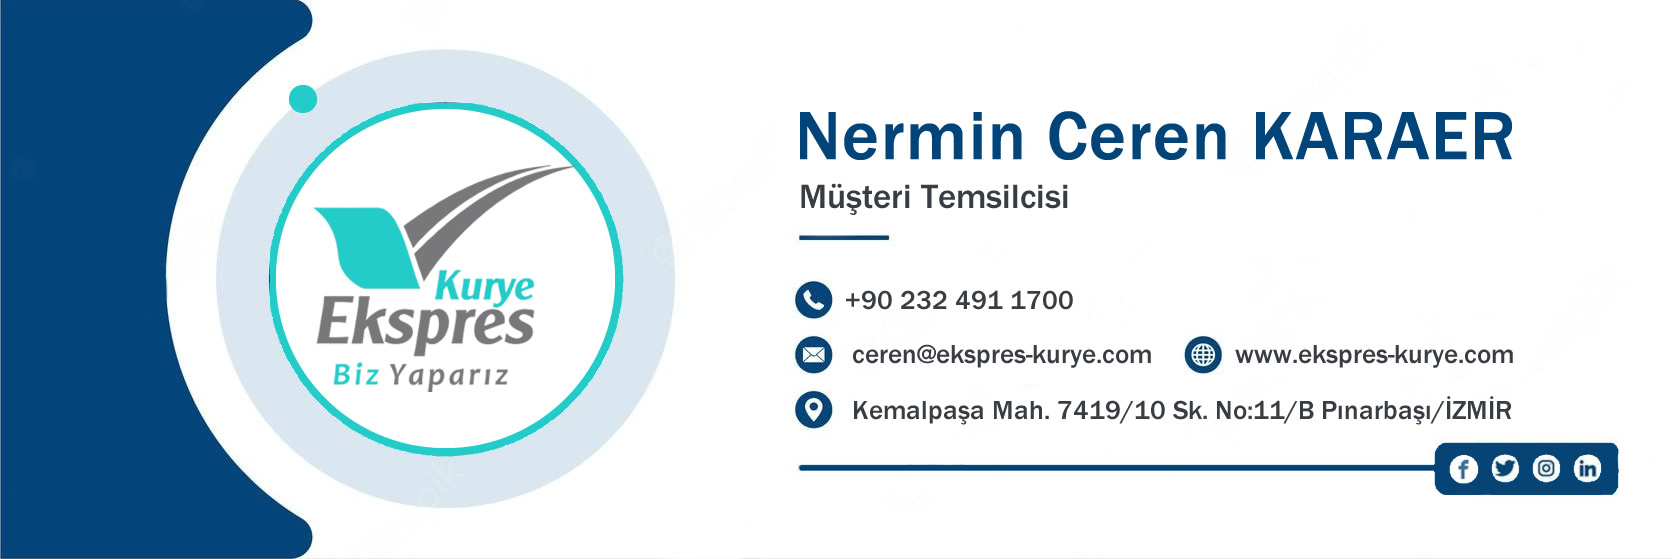 Nermin Ceren KARAER
Müşteri Temsilcisi
Kurye
Ekspres
Biz Yaparız
+90 232 491 1700
ceren@ekspres-kurye.com www.ekspres-kurye.com
Kemalpaşa Mah. 7419/10 Sk. No:11/B Pınarbaşı/İZMİR